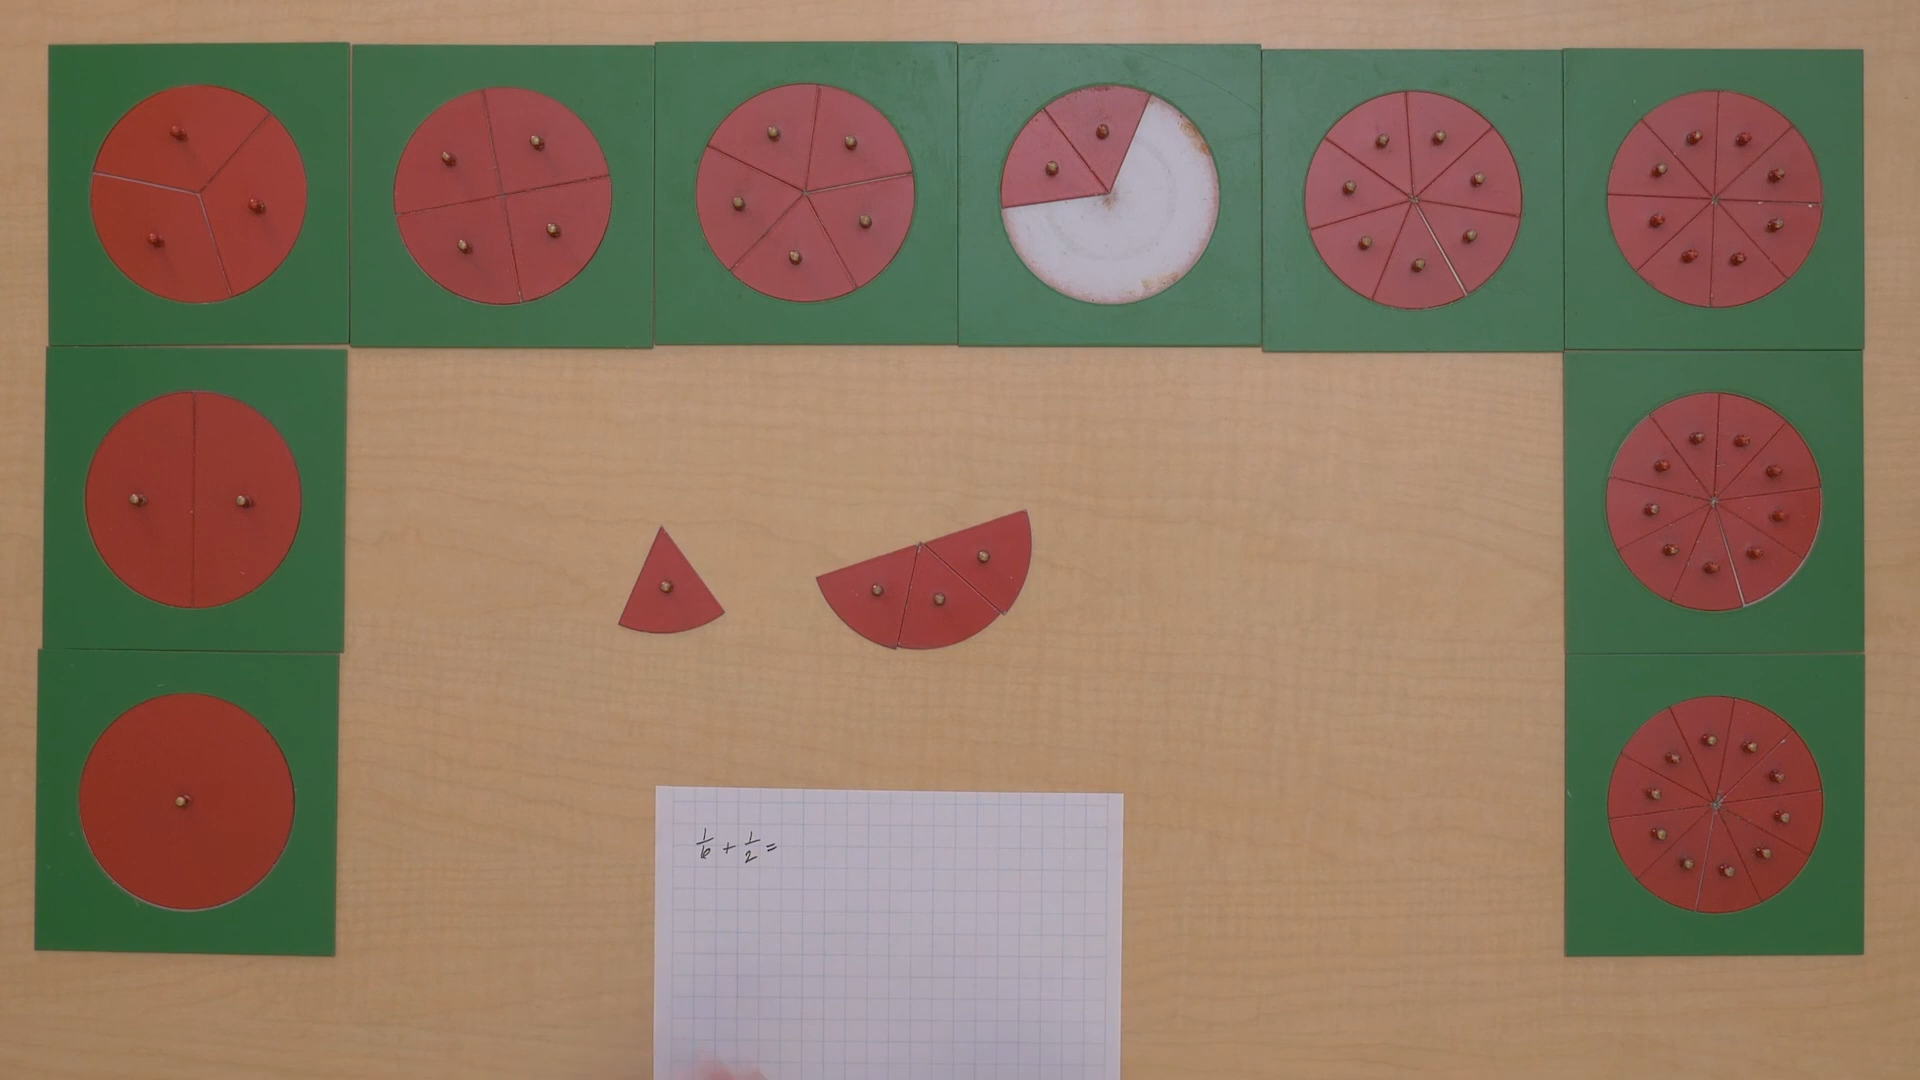 1/6 + 1/2 =